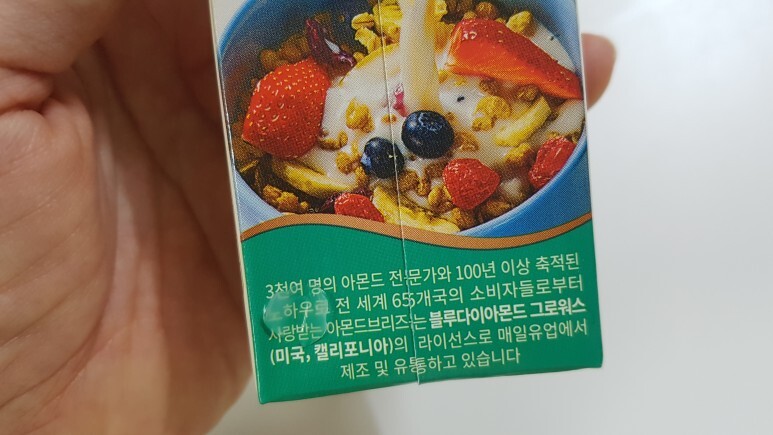 3천여 명의 아몬드 전문가와 100년 이상 축적된
노하우로 전 세계 65개국의 소비자들로부터
사랑받는 아몬드브리즈는 블루다이아몬드 그로워스
(미국, 캘리포니아)의 라이선스로 매일유업에서
제조 및 유통하고 있습니다